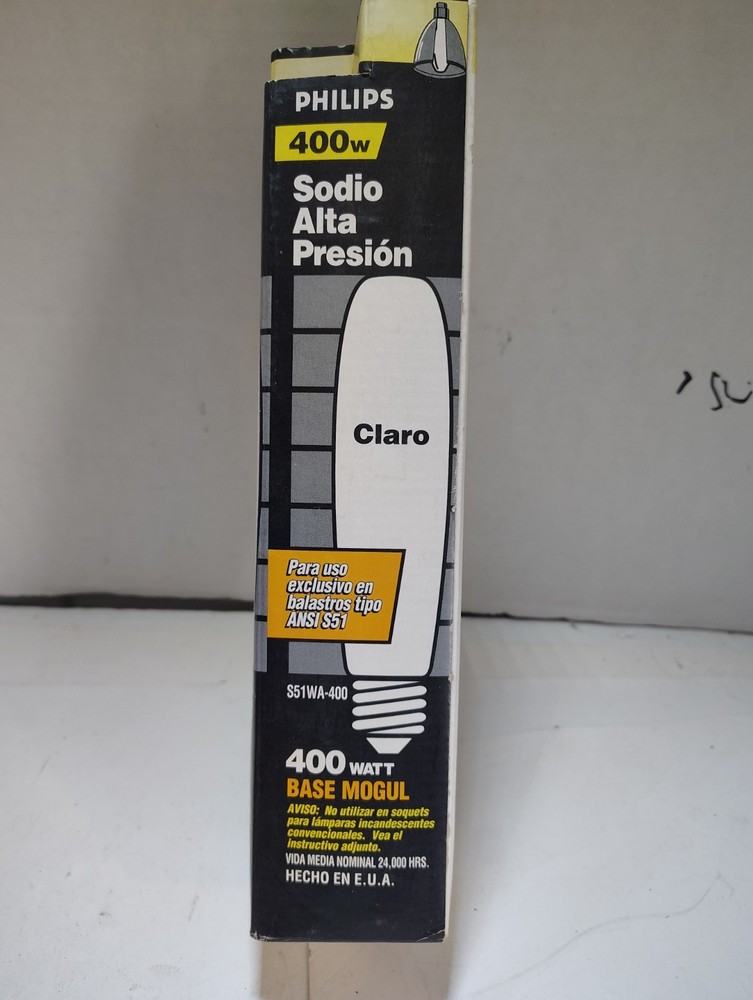 PHILIPS
400w
Sodio
Alta
Presión
Claro
Para uso
exclusivo en
balastros tipo
ANSI S51
S51WA-400
400 WATT
BASE MOGUL
AVISO: No utilizar en soquets
para lámparas incandescentes
convencionales. Vea el
instructivo adjunto.
VIDA MEDIA NOMINAL 24,000 HRS.
HECHO EN E.U.A.